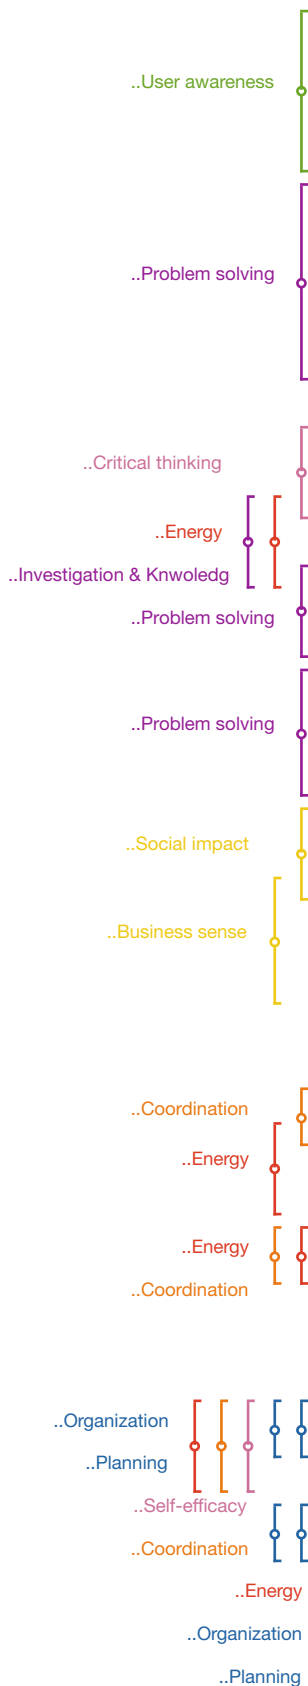 ..User awareness
..Problem solving
..Critical thinking
..Energy
..Investigation & Knwoledg
..Problem solving
..Problem solving
..Social impact
..Business sense
..Coordination
..Energy
..Energy
..Coordination
..Organization
..Planning
..Self-efficacy
..Coordination
..Energy
..Organization
..Planning